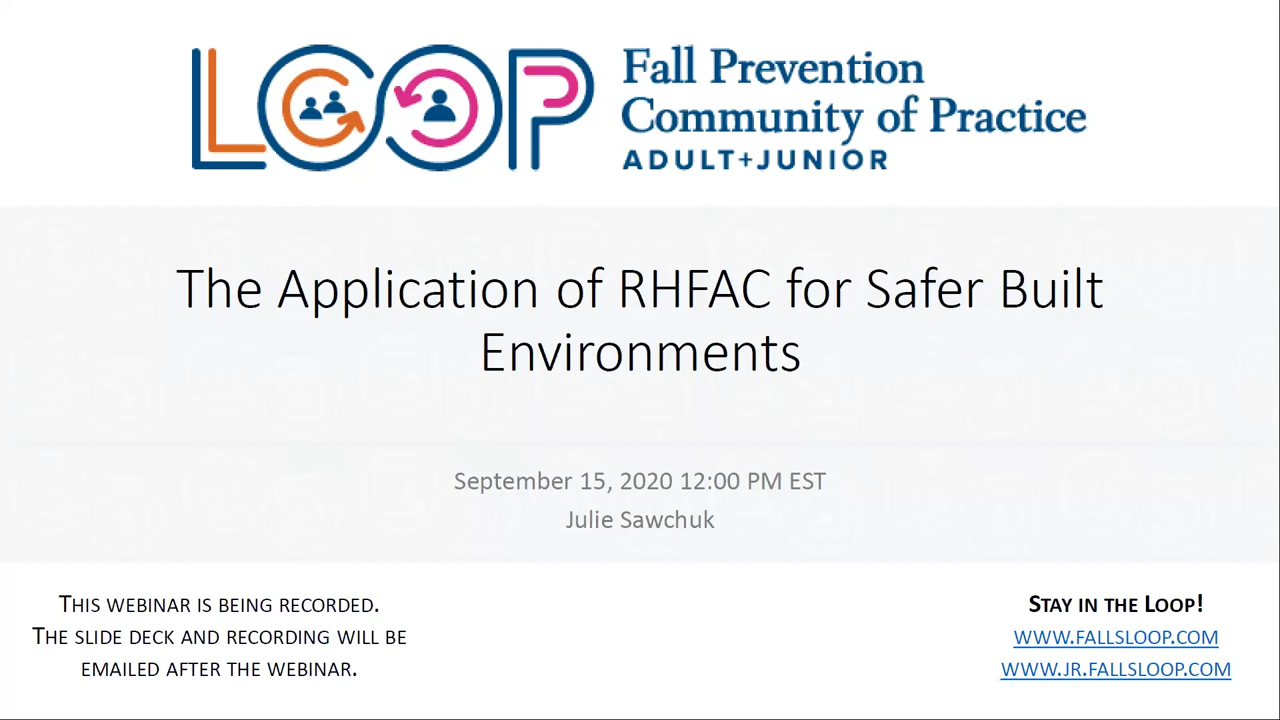 LOOP
Fall Prevention
Community of Practice
ADULT+JUNIOR
The Application of RHFAC for Safer Built
Environments
September 15, 2020 12:00 PM EST
Julie Sawchuk
THIS WEBINAR IS BEING RECORDED.
THE SLIDE DECK AND RECORDING WILL BE
EMAILED AFTER THE WEBINAR.
STAY IN THE LOOP!
WWW.FALLSLOOP.COM
WWW.JR.FALLSLOOP.COM